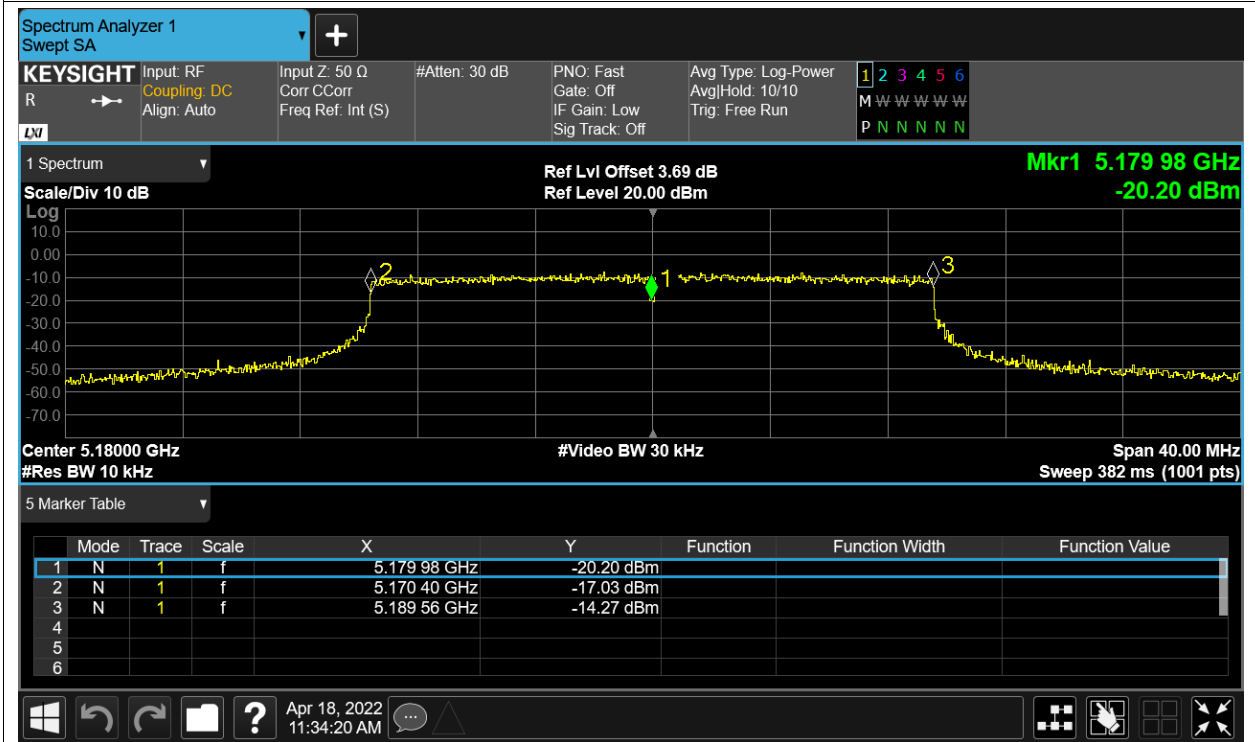 Spectrum Analyzer 1
Swept SA
+
KEYSIGHT
R
LXI
Input: RF
Coupling: DC
Align: Auto
Input Z: 50 Ω
Corr CCorr
Freq Ref: Int (S)
#Atten: 30 dB
PNO: Fast
Gate: Off
IF Gain: Low
Sig Track: Off
Avg Type: Log-Power
Avg|Hold: 10/10
Trig: Free Run
1 2 3 4 5 6
M W W W W W
P N N N N N
1 Spectrum
Scale/Div 10 dB
Ref Lvl Offset 3.69 dB
Ref Level 20.00 dBm
Mkr1 5.179 98 GHz
-20.20 dBm
Log
10.0
0.00
-10.0
-20.0
-30.0
-40.0
-50.0
-60.0
-70.0
2
1
3
Center 5.18000 GHz
#Res BW 10 kHz
#Video BW 30 kHz
Span 40.00 MHz
Sweep 382 ms (1001 pts)
5 Marker Table
Mode Trace Scale X Y Function Function Width Function Value
1 N 1 f 5.179 98 GHz -20.20 dBm
2 N 1 f 5.170 40 GHz -17.03 dBm
3 N 1 f 5.189 56 GHz -14.27 dBm
4
5
6
?
Apr 18, 2022
11:34:20 AM